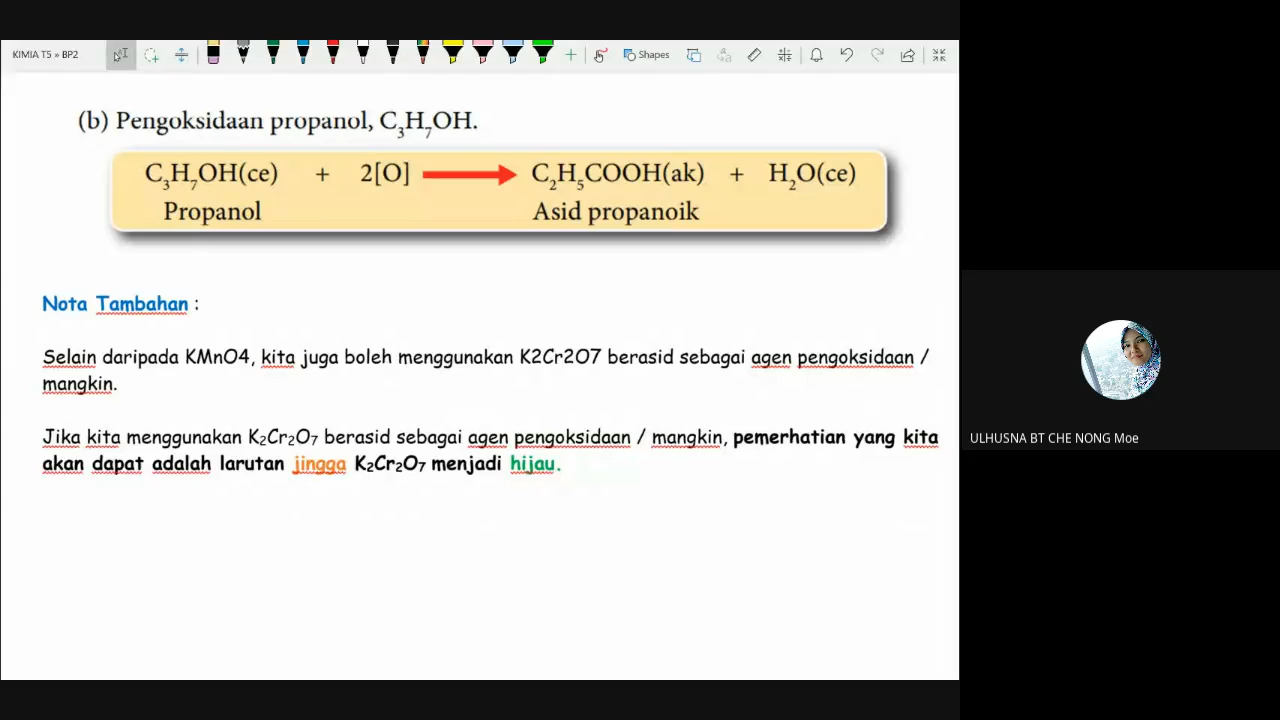 KIMIA T5 » BP2
Shapes
(b) Pengoksidaan propanol, C₃H₇OH.
C₃H₇OH(ce) + 2[O] → C₂H₅COOH(ak) + H₂O(ce)
Propanol Asid propanoik
Nota Tambahan :
Selain daripada KMnO4, kita juga boleh menggunakan K2Cr2O7 berasid sebagai agen pengoksidaan /
mangkin.
Jika kita menggunakan K₂Cr₂O₇ berasid sebagai agen pengoksidaan / mangkin, pemerhatian yang kita
akan dapat adalah larutan jingga K₂Cr₂O₇ menjadi hijau.
ULHUSNA BT CHE NONG Moe